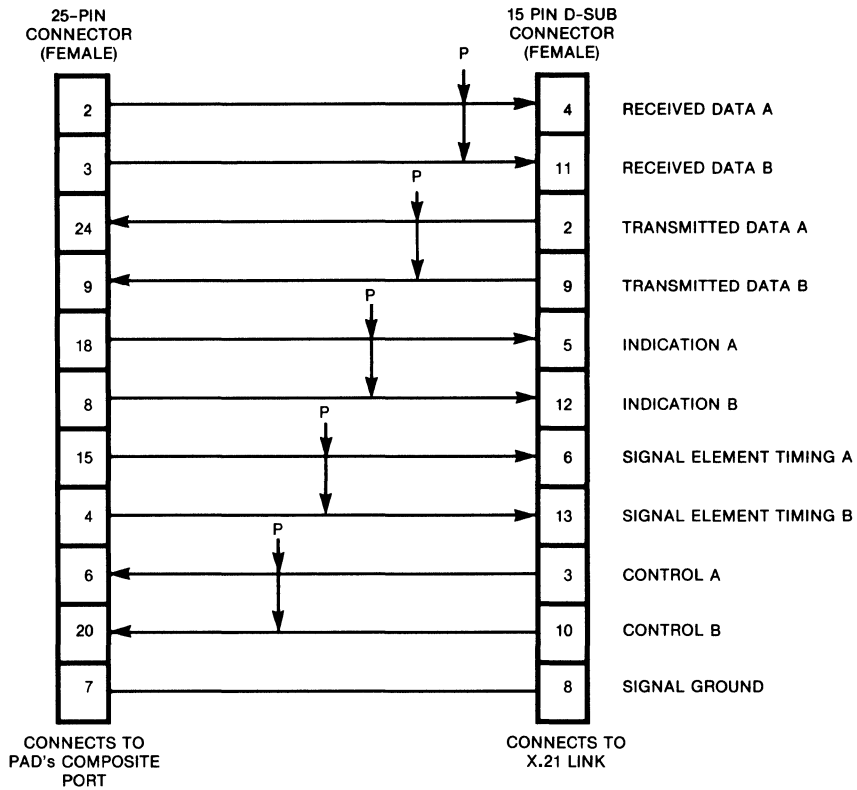 25-PIN
CONNECTOR
(FEMALE)
15 PIN D-SUB
CONNECTOR
(FEMALE)
P
2
4
RECEIVED DATA A
3
11
RECEIVED DATA B
P
24
2
TRANSMITTED DATA A
9
9
TRANSMITTED DATA B
P
18
5
INDICATION A
8
12
INDICATION B
P
15
6
SIGNAL ELEMENT TIMING A
4
13
SIGNAL ELEMENT TIMING B
P
6
3
CONTROL A
20
10
CONTROL B
7
8
SIGNAL GROUND
CONNECTS TO
PAD's COMPOSITE
PORT
CONNECTS TO
X.21 LINK